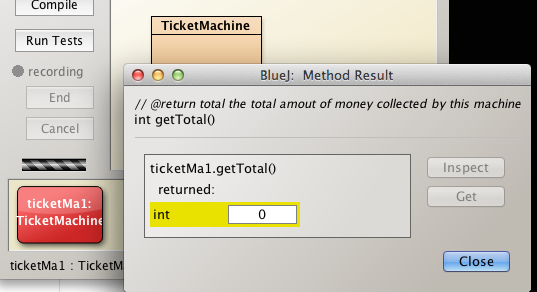 Compile
Run Tests
recording
End
Cancel
TicketMachine
BlueJ: Method Result
// @return total the total amout of money collected by this machine
int getTotal()
ticketMa1.getTotal()
returned:
int 0
Inspect
Get
Close
ticketMa1:
TicketMachine
ticketMa1 : TicketM